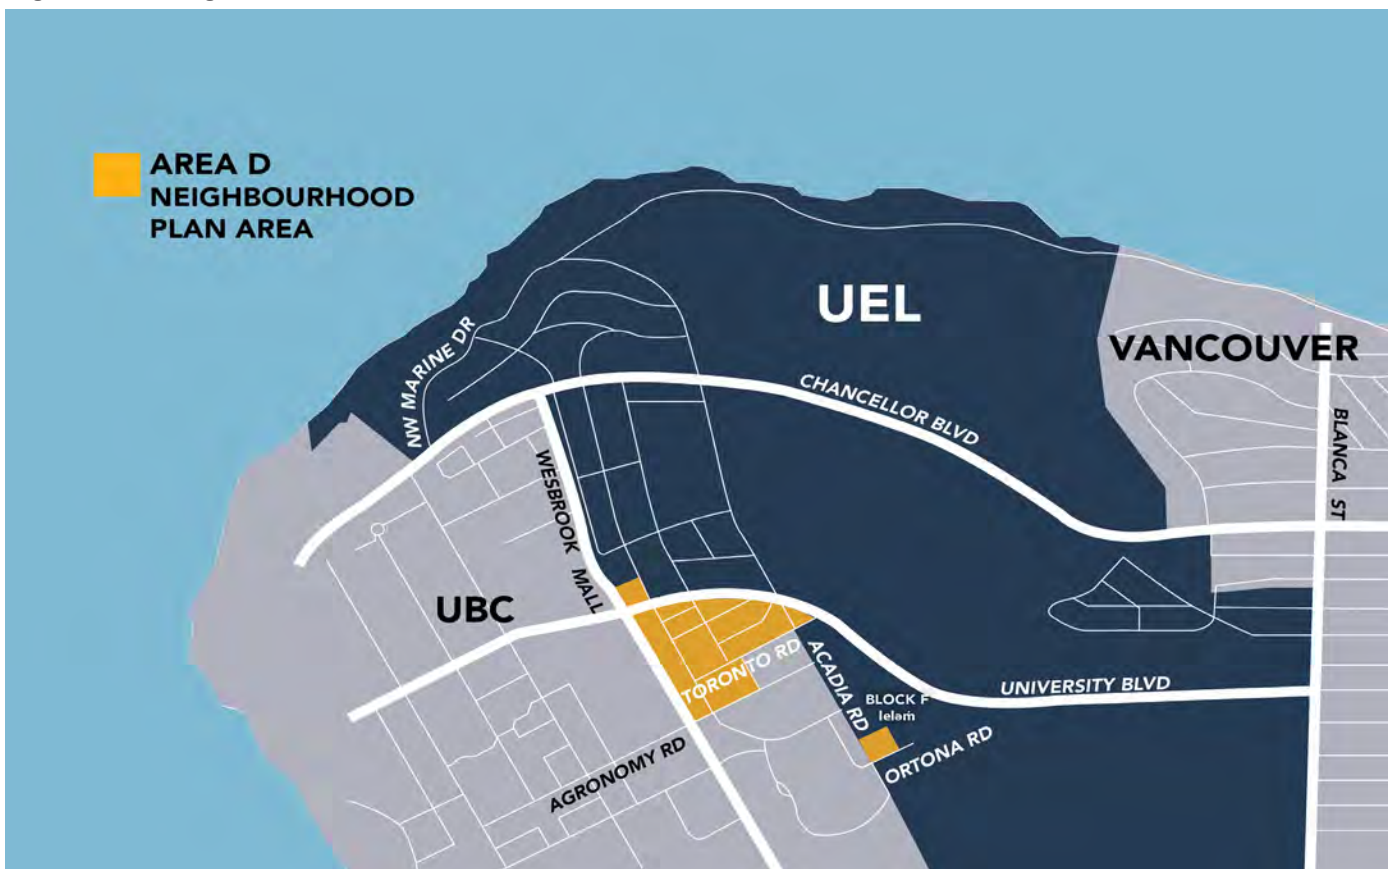 AREA D
NEIGHBOURHOOD
PLAN AREA
UEL
VANCOUVER
NW MARINE DR
CHANCELLOR BLVD
BLANCA ST
WESBROOK MALL
UBC
TORONTO RD
ACADIA RD
UNIVERSITY BLVD
BLOCK F
leləm̓
ORTONA RD
AGRONOMY RD